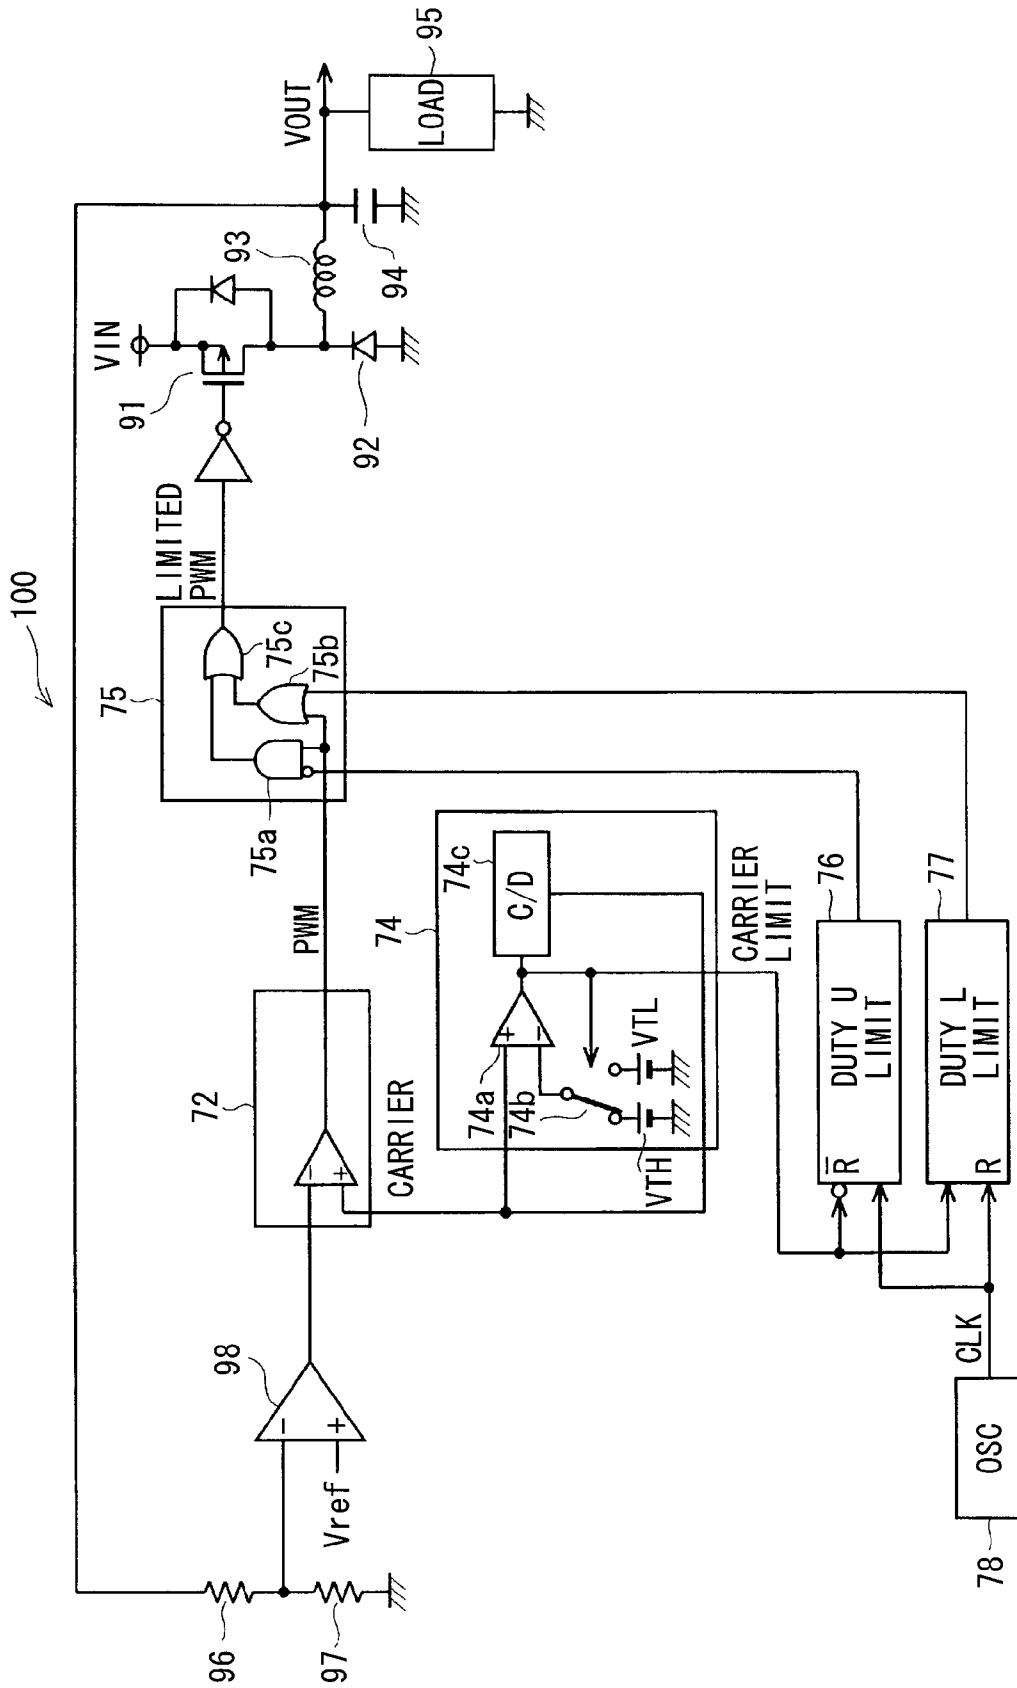 100
VIN
91
92
93
94
VOUT
LOAD
95
LIMITED
PWM
75
75a
75b
75c
PWM
72
-
+
CARRIER
98
-
+
Vref
96
97
74
74a
+
-
74b
74c
C/D
VTH
VTL
CARRIER
LIMIT
76
DUTY U
LIMIT
R̅
77
DUTY L
LIMIT
R
CLK
OSC
78